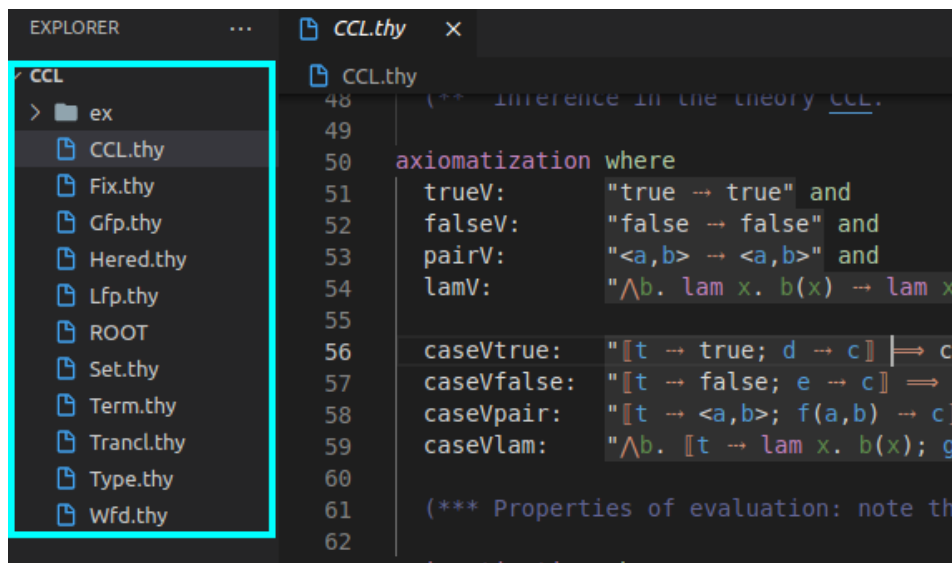 EXPLORER ...
CCL
ex
CCL.thy
Fix.thy
Gfp.thy
Hered.thy
Lfp.thy
ROOT
Set.thy
Term.thy
Trancl.thy
Type.thy
Wfd.thy
CCL.thy ×
CCL.thy
48 (** Inference in the theory CCL.
49
50 axiomatization where
51 trueV: "true ⤏ true" and
52 falseV: "false ⤏ false" and
53 pairV: "<a,b> ⤏ <a,b>" and
54 lamV: "⋀b. lam x. b(x) ⤏ lam x
55
56 caseVtrue: "⟦t ⤏ true; d ⤏ c⟧ ⟹ c
57 caseVfalse: "⟦t ⤏ false; e ⤏ c⟧ ⟹
58 caseVpair: "⟦t ⤏ <a,b>; f(a,b) ⤏ c⟧
59 caseVlam: "⋀b. ⟦t ⤏ lam x. b(x); g
60
61 (*** Properties of evaluation: note th
62